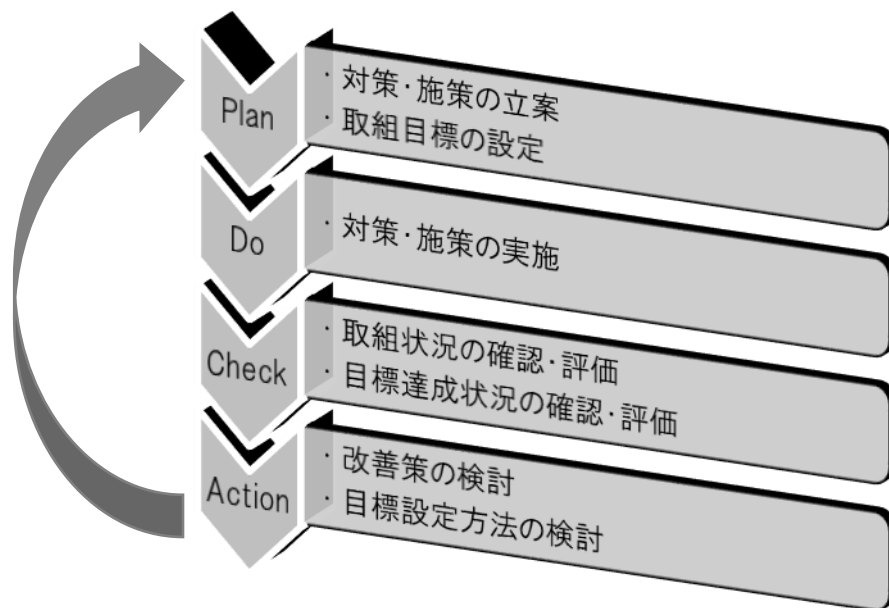 Plan
・対策・施策の立案
・取組目標の設定
Do
・対策・施策の実施
Check
・取組状況の確認・評価
・目標達成状況の確認・評価
Action
・改善策の検討
・目標設定方法の検討